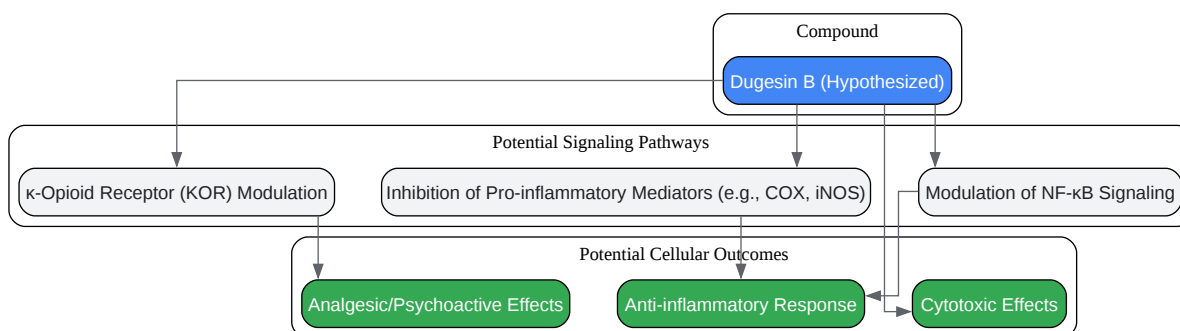 Compound
Dugesin B (Hypothesized)
Potential Signaling Pathways
κ-Opioid Receptor (KOR) Modulation
Inhibition of Pro-inflammatory Mediators (e.g., COX, iNOS)
Modulation of NF-κB Signaling
Potential Cellular Outcomes
Analgesic/Psychoactive Effects
Anti-inflammatory Response
Cytotoxic Effects